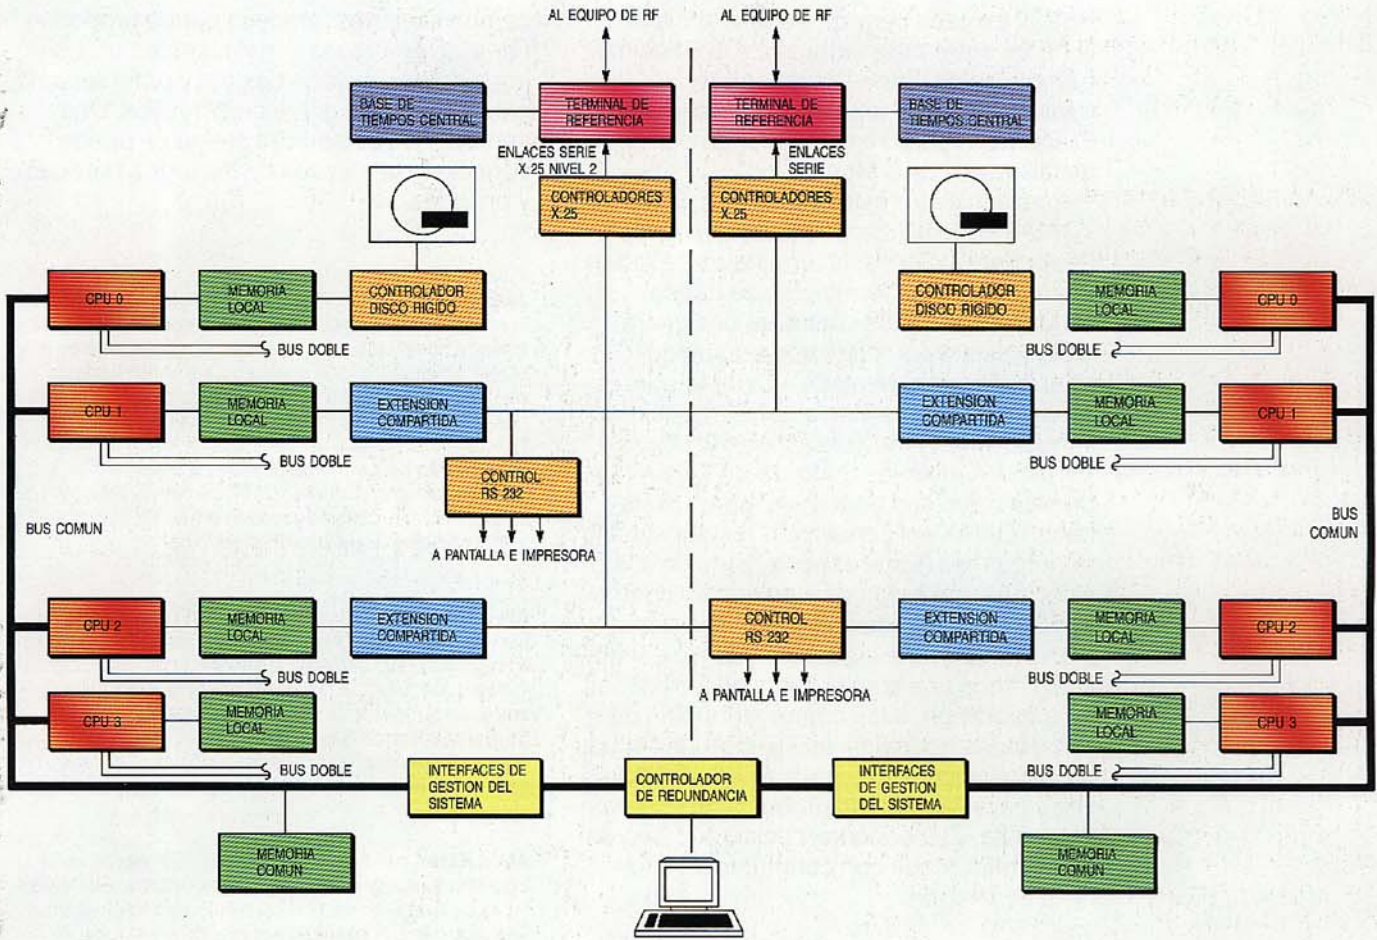 AL EQUIPO DE RF
AL EQUIPO DE RF
BASE DE
TIEMPOS CENTRAL
TERMINAL DE
REFERENCIA
TERMINAL DE
REFERENCIA
BASE DE
TIEMPOS CENTRAL
ENLACES SERIE
X.25 NIVEL 2
ENLACES
SERIE
CONTROLADORES
X.25
CONTROLADORES
X.25
CPU 0
MEMORIA
LOCAL
CONTROLADOR
DISCO RIGIDO
CONTROLADOR
DISCO RIGIDO
MEMORIA
LOCAL
CPU 0
BUS DOBLE
BUS DOBLE
CPU 1
MEMORIA
LOCAL
EXTENSION
COMPARTIDA
EXTENSION
COMPARTIDA
MEMORIA
LOCAL
CPU 1
BUS DOBLE
BUS DOBLE
CONTROL
RS 232
BUS COMUN
BUS
COMUN
A PANTALLA E IMPRESORA
CPU 2
MEMORIA
LOCAL
EXTENSION
COMPARTIDA
CONTROL
RS 232
EXTENSION
COMPARTIDA
MEMORIA
LOCAL
CPU 2
BUS DOBLE
BUS DOBLE
A PANTALLA E IMPRESORA
CPU 3
MEMORIA
LOCAL
MEMORIA
LOCAL
CPU 3
BUS DOBLE
BUS DOBLE
INTERFACES DE
GESTION DEL
SISTEMA
CONTROLADOR
DE REDUNDANCIA
INTERFACES
DE GESTION
DEL SISTEMA
MEMORIA
COMUN
MEMORIA
COMUN